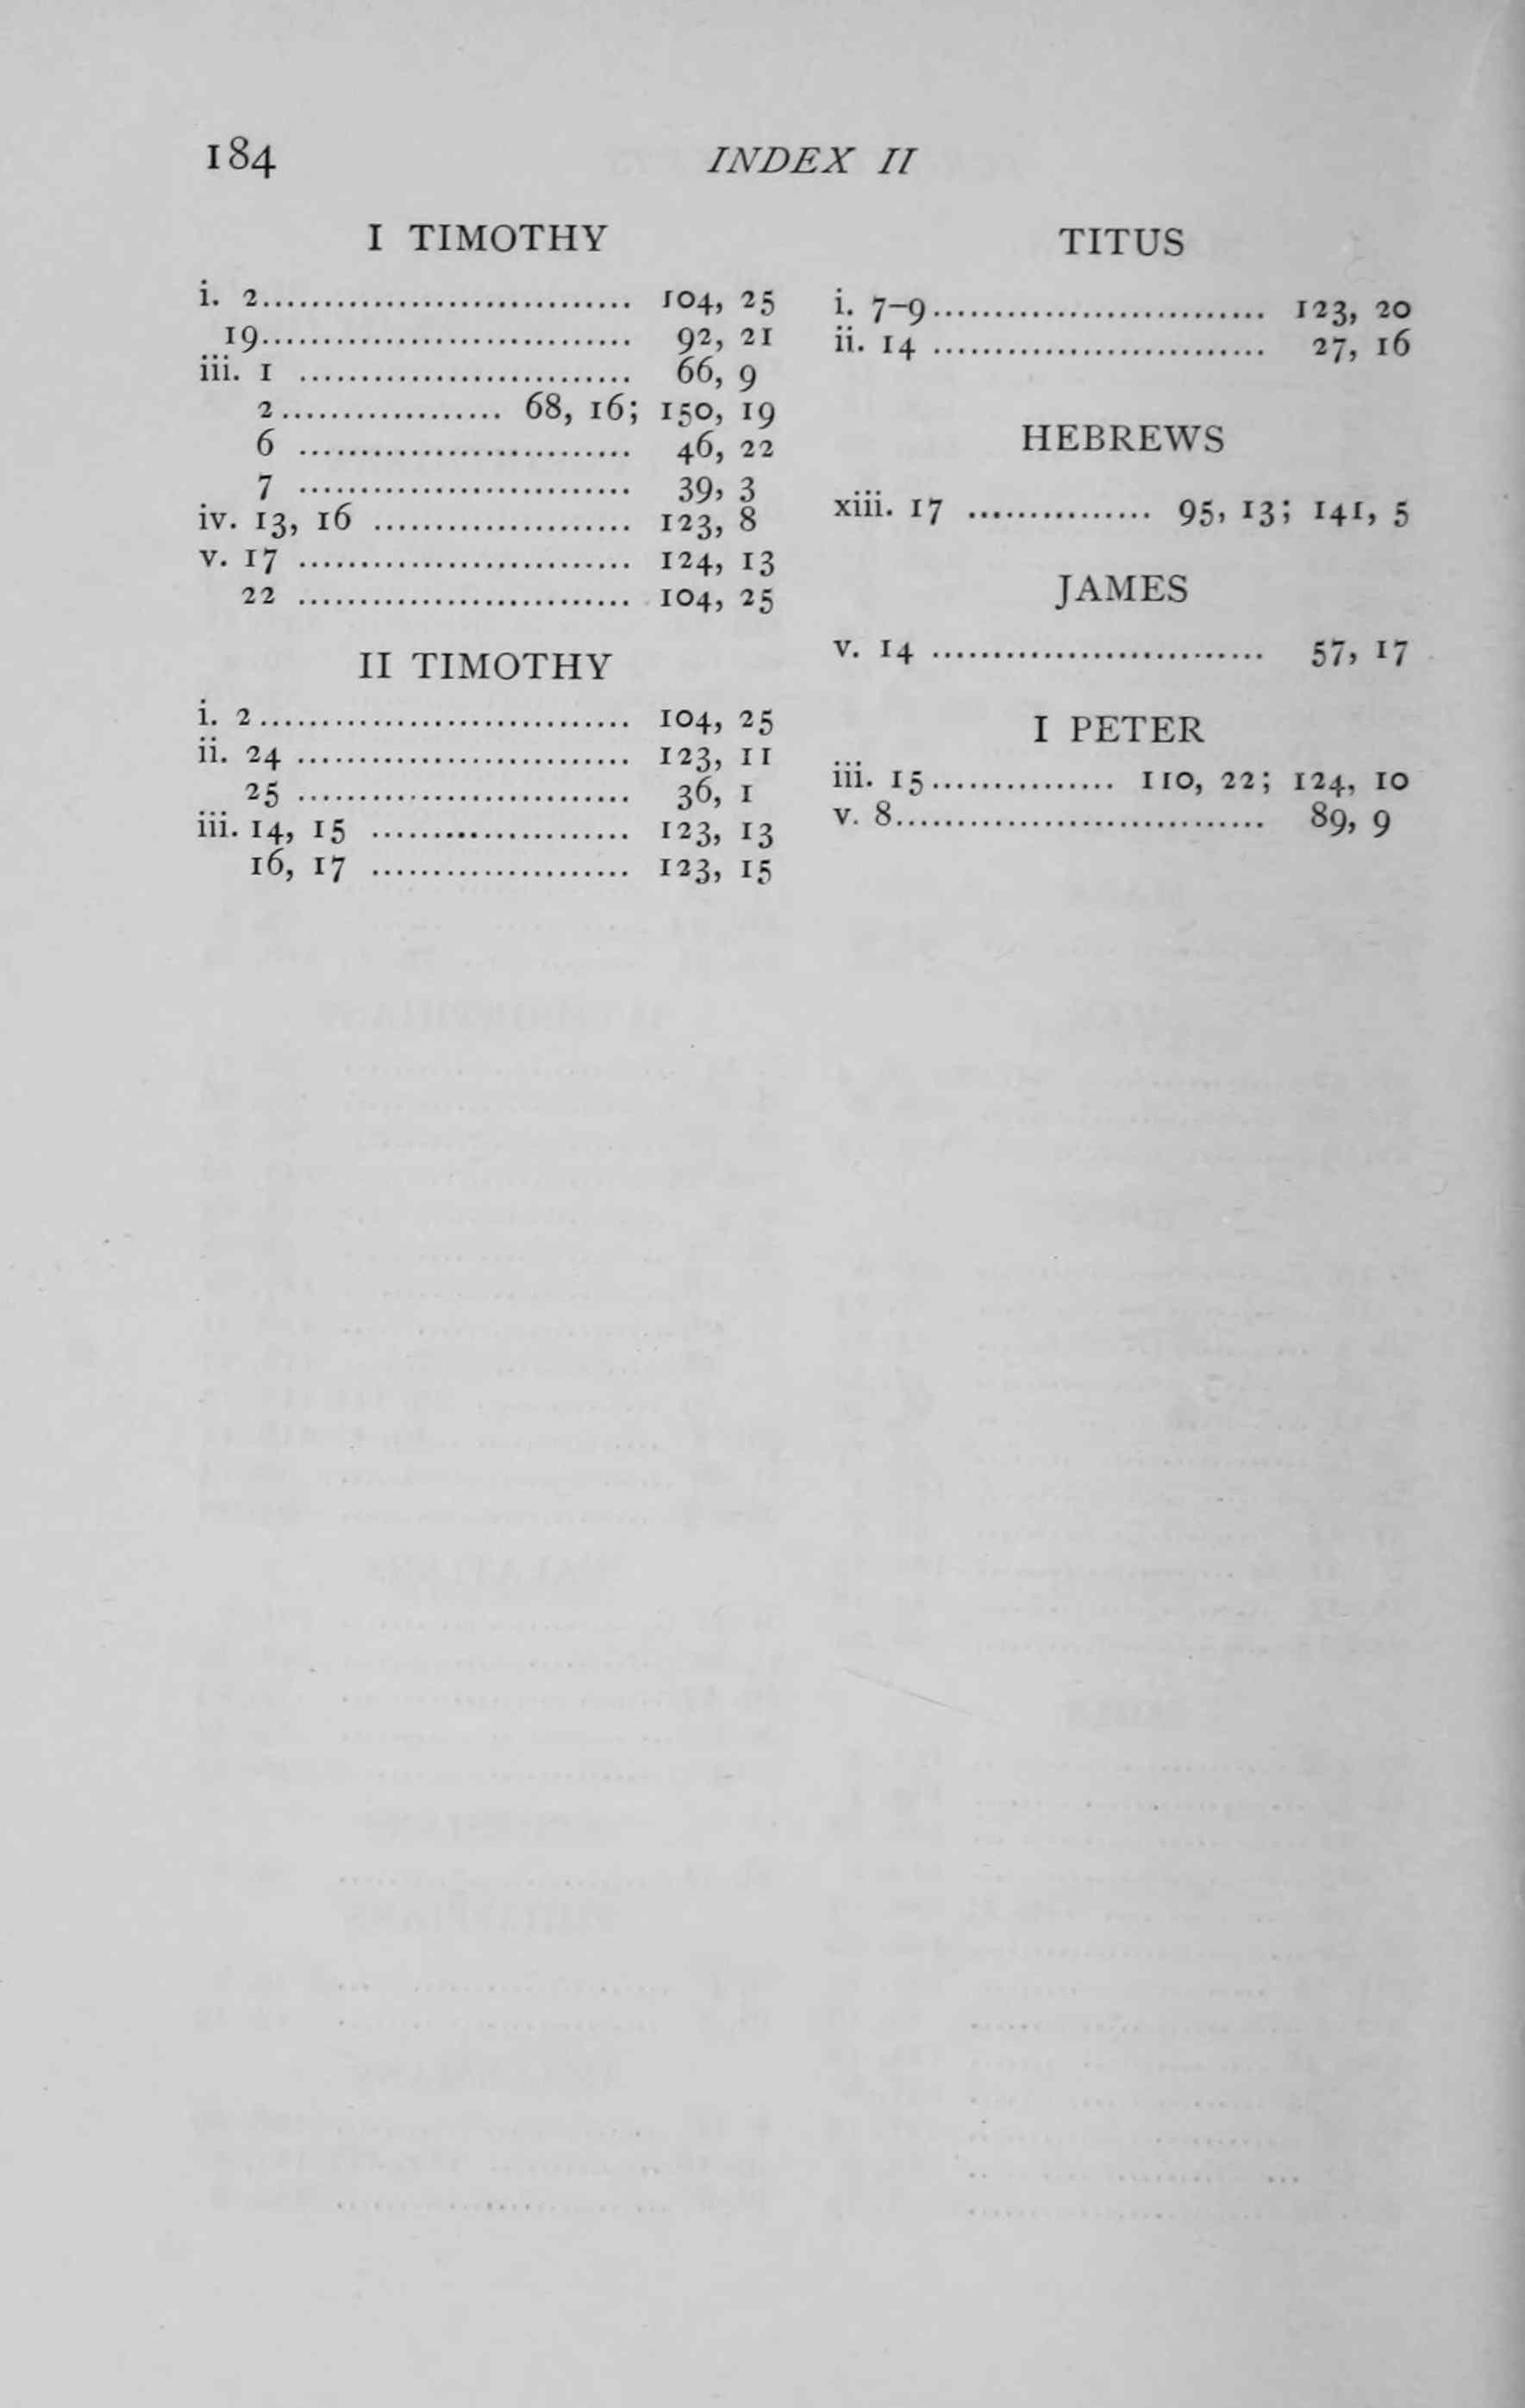 184
INDEX II
I TIMOTHY
i. 2.............................. 104, 25
19.............................. 92, 21
iii. 1 ........................... 66, 9
2.................. 68, 16; 150, 19
6 ........................... 46, 22
7 ........................... 39, 3
iv. 13, 16 ..................... 123, 8
v. 17 ........................... 124, 13
22 ........................... 104, 25
II TIMOTHY
i. 2.............................. 104, 25
ii. 24 ........................... 123, 11
25 ........................... 36, 1
iii. 14, 15 ..................... 123, 13
16, 17 ..................... 123, 15
TITUS
i. 7–9........................... 123, 20
ii. 14 ........................... 27, 16
HEBREWS
xiii. 17 ............... 95, 13; 141, 5
JAMES
v. 14 ........................... 57, 17
I PETER
iii. 15............... 110, 22; 124, 10
v. 8.............................. 89, 9